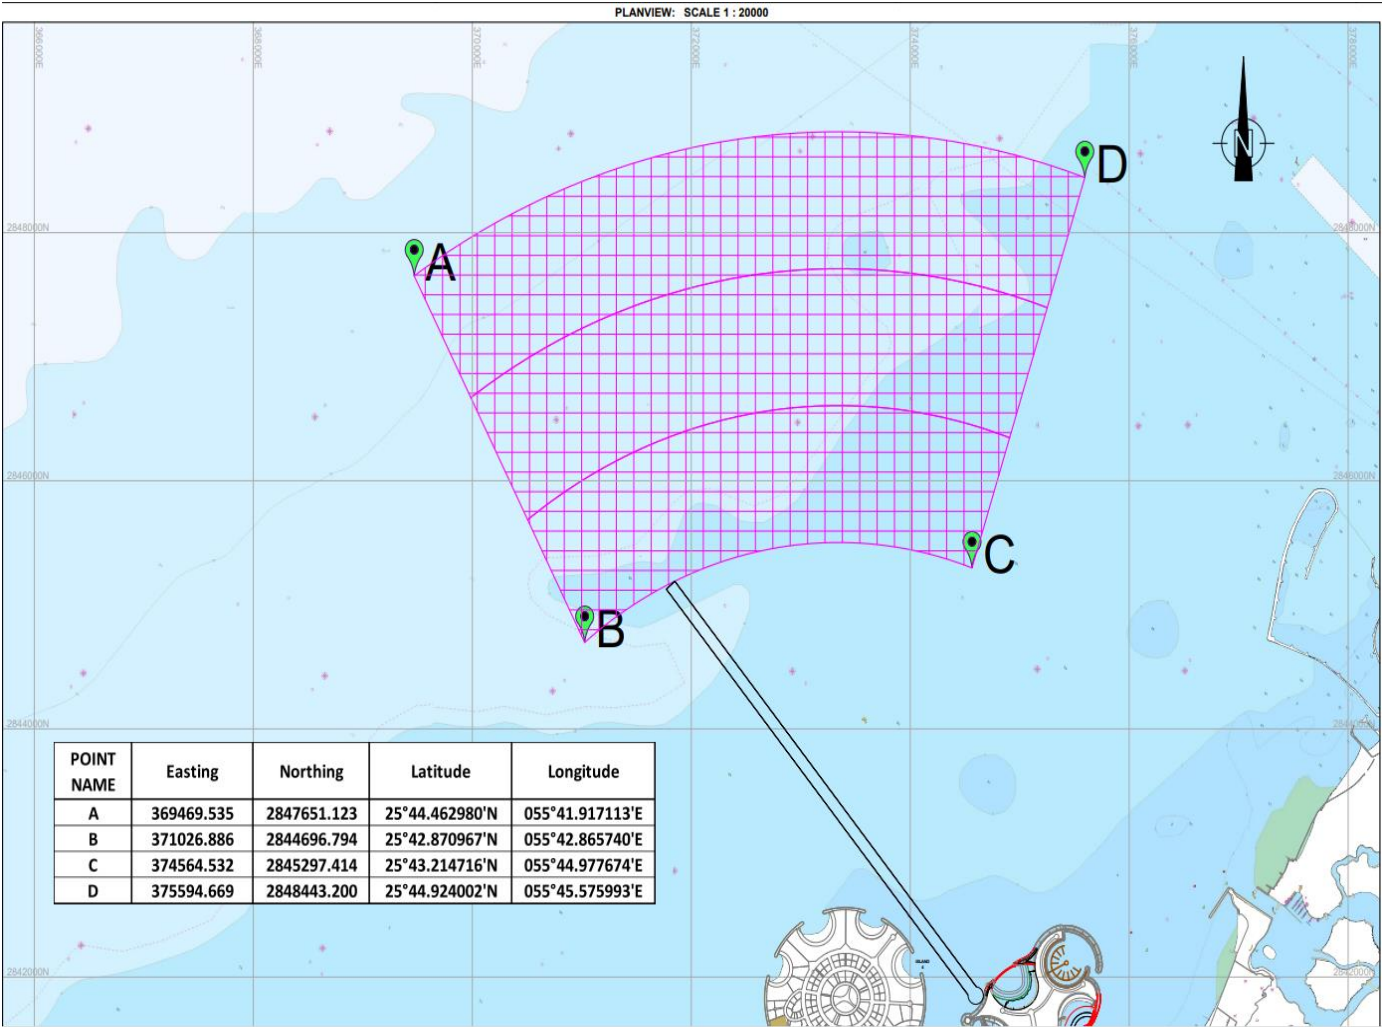 PLANVIEW: SCALE 1 : 20000
366000E
368000E
370000E
372000E
374000E
376000E
378000E
N
D
2848000N
2848000N
A
2846000N
2846000N
C
B
2844000N
2844000N
POINT NAME Easting Northing Latitude Longitude
A 369469.535 2847651.123 25°44.462980'N 055°41.917113'E
B 371026.886 2844696.794 25°42.870967'N 055°42.865740'E
C 374564.532 2845297.414 25°43.214716'N 055°44.977674'E
D 375594.669 2848443.200 25°44.924002'N 055°45.575993'E
2842000N
2842000N